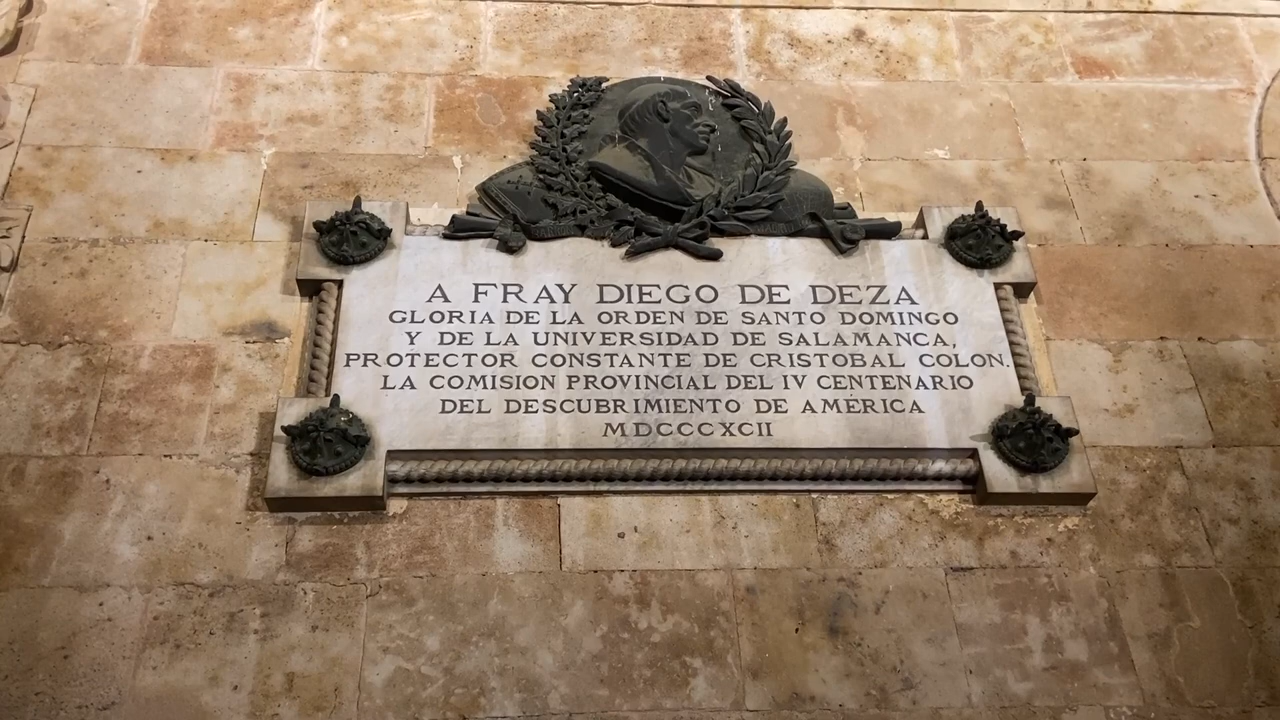 A FRAY DIEGO DE DEZA
GLORIA DE LA ORDEN DE SANTO DOMINGO
Y DE LA UNIVERSIDAD DE SALAMANCA,
PROTECTOR CONSTANTE DE CRISTOBAL COLON.
LA COMISION PROVINCIAL DEL IV CENTENARIO
DEL DESCUBRIMIENTO DE AMÉRICA
MDCCCXCII